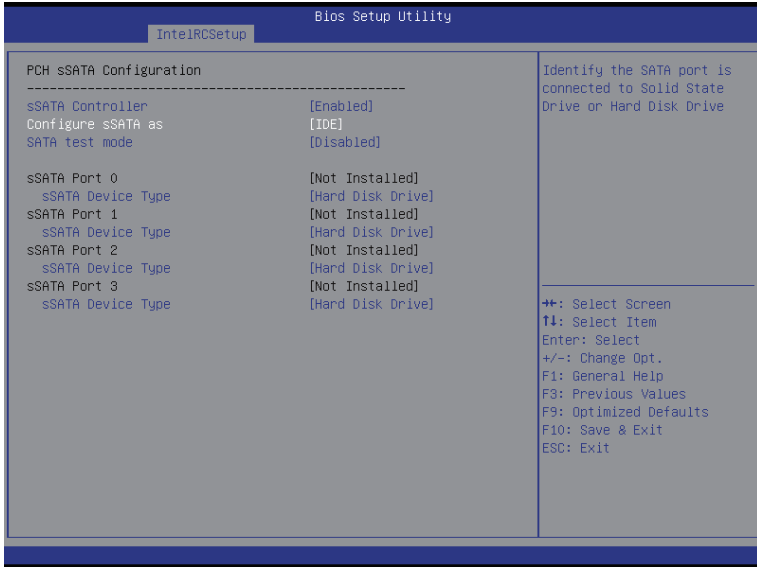 Bios Setup Utility
IntelRCSetup
PCH sSATA Configuration
--------------------------------------------------
sSATA Controller [Enabled]
Configure sSATA as [IDE]
SATA test mode [Disabled]
sSATA Port 0 [Not Installed]
sSATA Device Type [Hard Disk Drive]
sSATA Port 1 [Not Installed]
sSATA Device Type [Hard Disk Drive]
sSATA Port 2 [Not Installed]
sSATA Device Type [Hard Disk Drive]
sSATA Port 3 [Not Installed]
sSATA Device Type [Hard Disk Drive]
Identify the SATA port is
connected to Solid State
Drive or Hard Disk Drive
→←: Select Screen
↑↓: Select Item
Enter: Select
+/-: Change Opt.
F1: General Help
F3: Previous Values
F9: Optimized Defaults
F10: Save & Exit
ESC: Exit